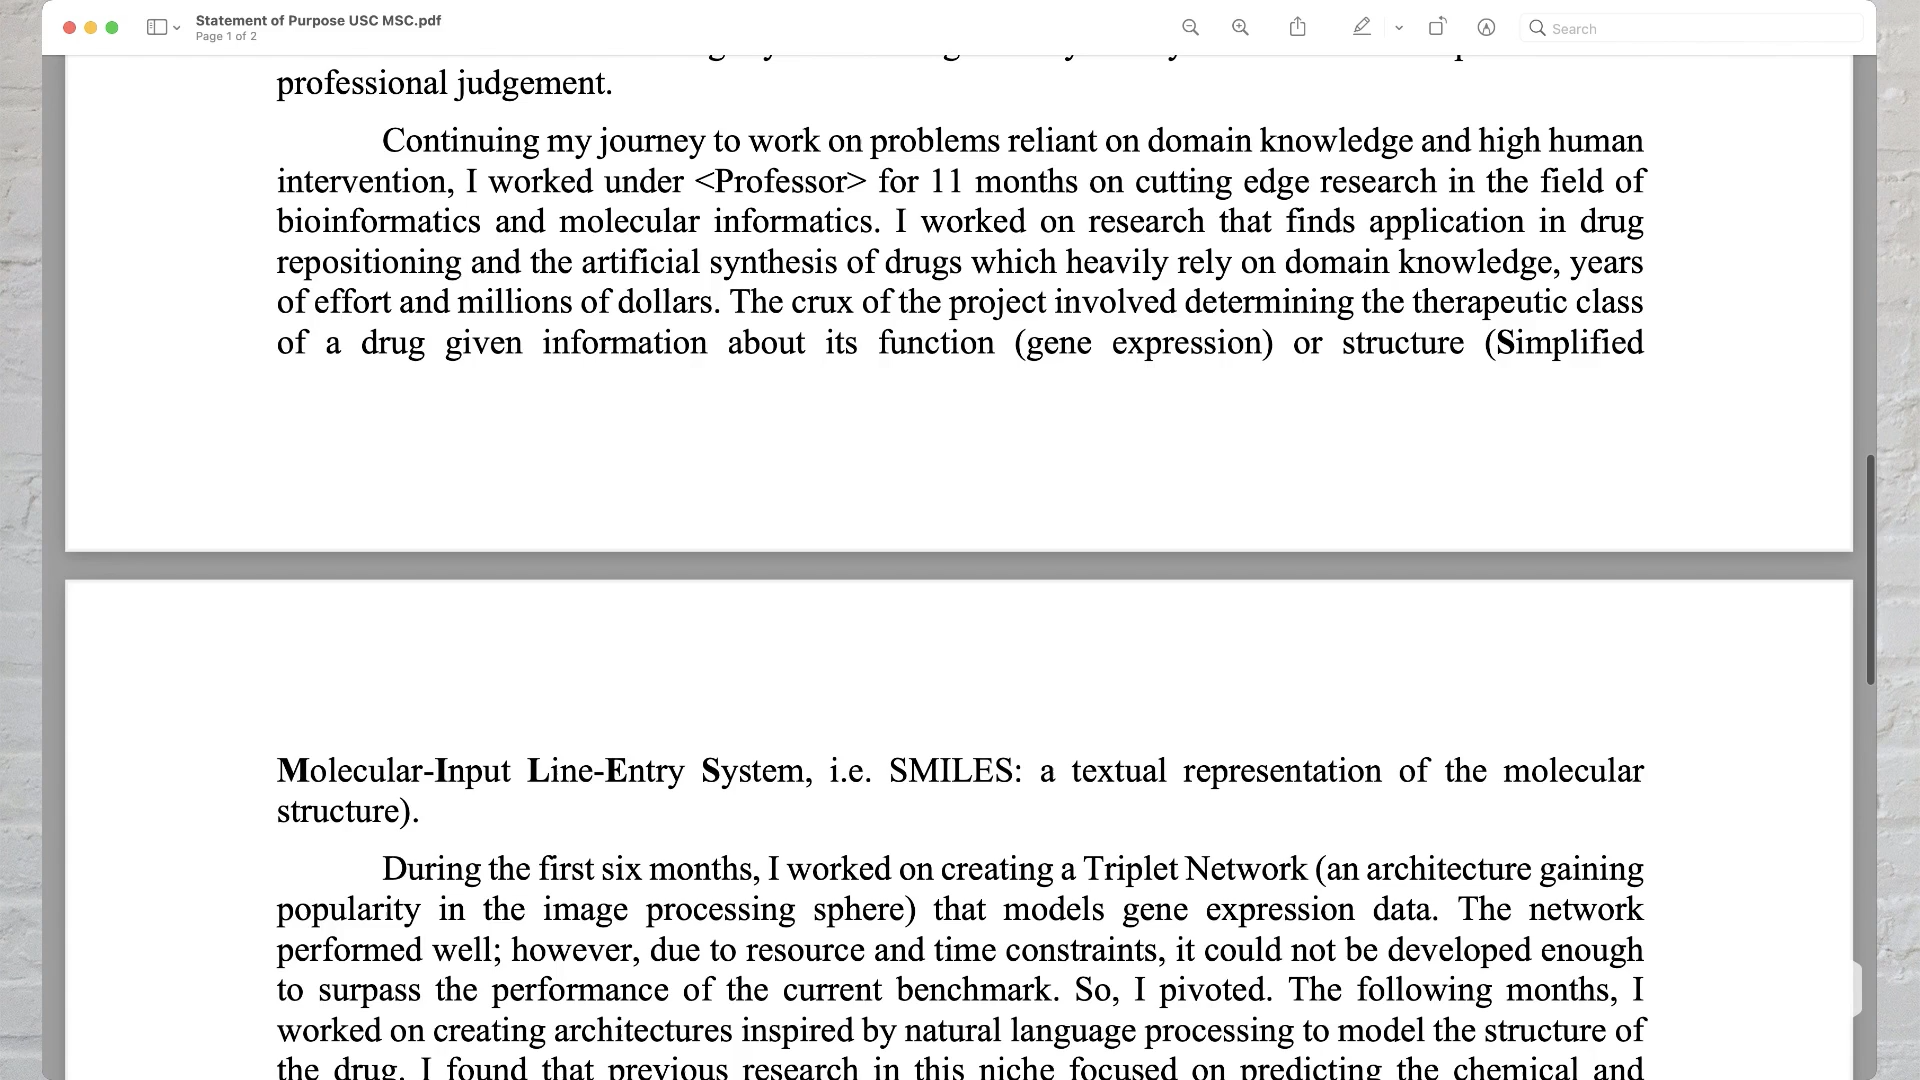 Statement of Purpose USC MSC.pdf
Page 1 of 2
Search
professional judgement.
Continuing my journey to work on problems reliant on domain knowledge and high human
intervention, I worked under <Professor> for 11 months on cutting edge research in the field of
bioinformatics and molecular informatics. I worked on research that finds application in drug
repositioning and the artificial synthesis of drugs which heavily rely on domain knowledge, years
of effort and millions of dollars. The crux of the project involved determining the therapeutic class
of a drug given information about its function (gene expression) or structure (Simplified
Molecular-Input Line-Entry System, i.e. SMILES: a textual representation of the molecular
structure).
During the first six months, I worked on creating a Triplet Network (an architecture gaining
popularity in the image processing sphere) that models gene expression data. The network
performed well; however, due to resource and time constraints, it could not be developed enough
to surpass the performance of the current benchmark. So, I pivoted. The following months, I
worked on creating architectures inspired by natural language processing to model the structure of
the drug. I found that previous research in this niche focused on predicting the chemical and